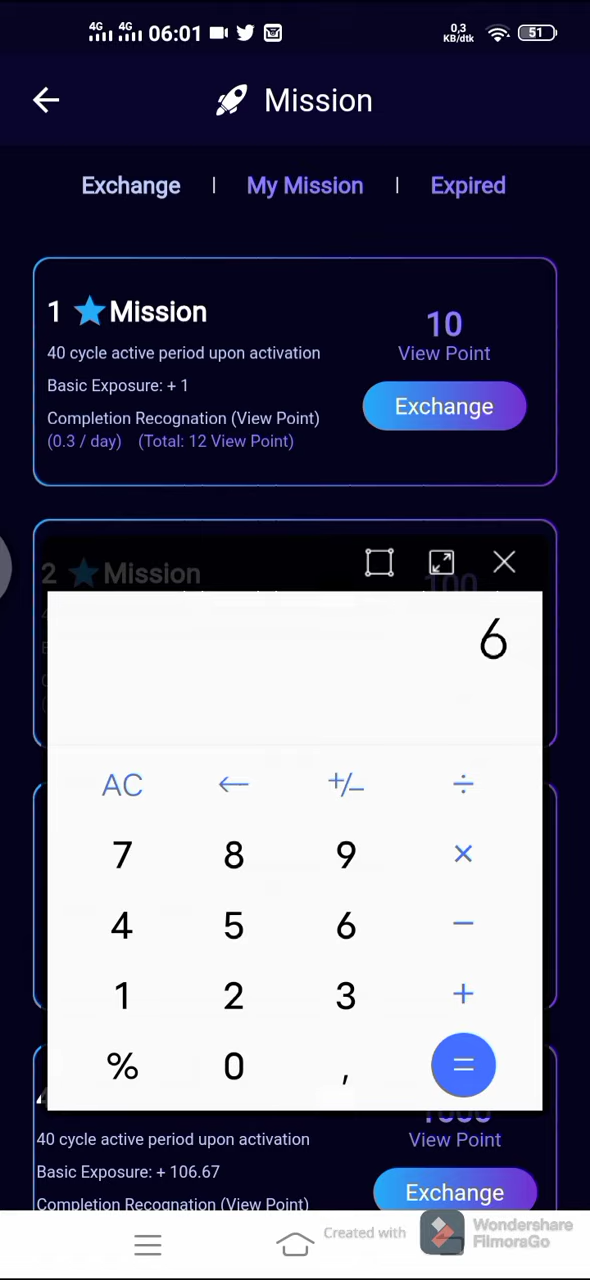 4G 4G 06:01 0,3 KB/dtk 51
Mission
Exchange | My Mission | Expired
1 Mission
10
View Point
40 cycle active period upon activation
Basic Exposure: + 1
Exchange
Completion Recognation (View Point)
(0.3 / day) (Total: 12 View Point)
2 Mission
100
6
AC ← +/− ÷
7 8 9 ×
4 5 6 −
1 2 3 +
% 0 , =
40 cycle active period upon activation
View Point
Basic Exposure: + 106.67
Exchange
Completion Recognation (View Point)
Created with Wondershare
FilmoraGo